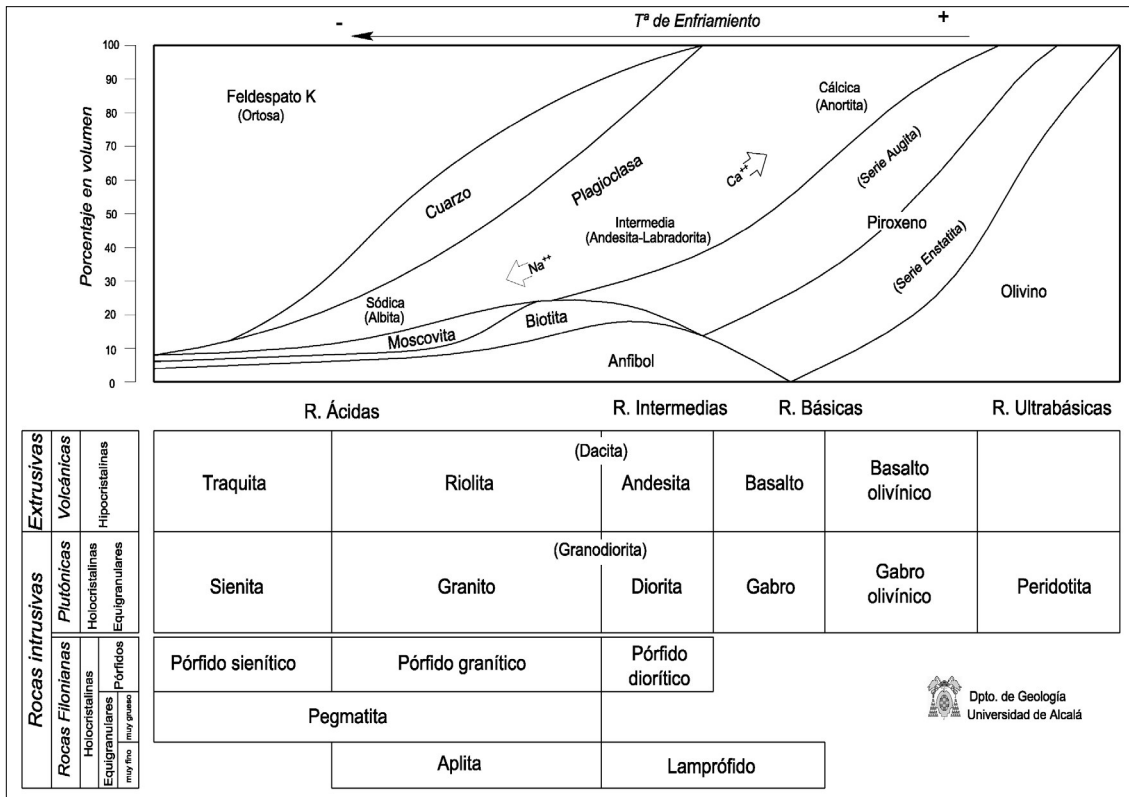 Tª de Enfriamiento
-
+
Porcentaje en volumen
100
90
80
70
60
50
40
30
20
10
0
Feldespato K
(Ortosa)
Cuarzo
Plagioclasa
Cálcica
(Anortita)
Ca++
(Serie Augita)
Intermedia
(Andesita-Labradorita)
Piroxeno
(Serie Enstatita)
Na++
Sódica
(Albita)
Moscovita
Biotita
Olivino
Anfibol
R. Ácidas
R. Intermedias
R. Básicas
R. Ultrabásicas
Extrusivas
Volcánicas
Hipocristalinas
Traquita
Riolita
(Dacita)
Andesita
Basalto
Basalto
olivínico
Rocas intrusivas
Plutónicas
Holocristalinas
Equigranulares
Sienita
Granito
(Granodiorita)
Diorita
Gabro
Gabro
olivínico
Peridotita
Rocas Filonianas
Holocristalinas
Pórfidos
Pórfido sienítico
Pórfido granítico
Pórfido
diorítico
Equigranulares
muy grueso
Pegmatita
muy fino
Aplita
Lamprófido
Dpto. de Geología
Universidad de Alcalá